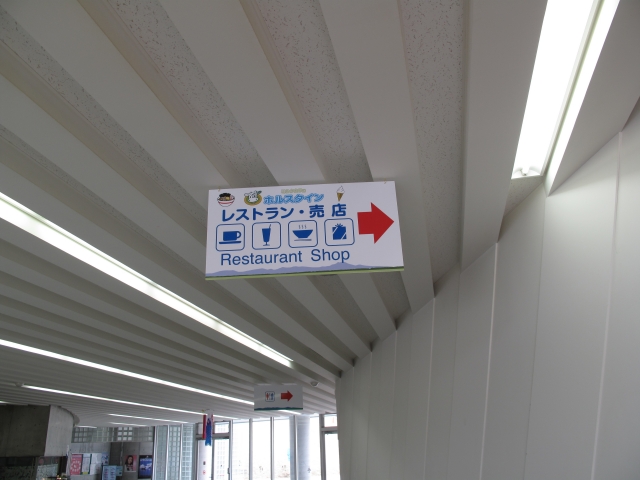 ホルスタイン
レストラン・売店
Restaurant Shop